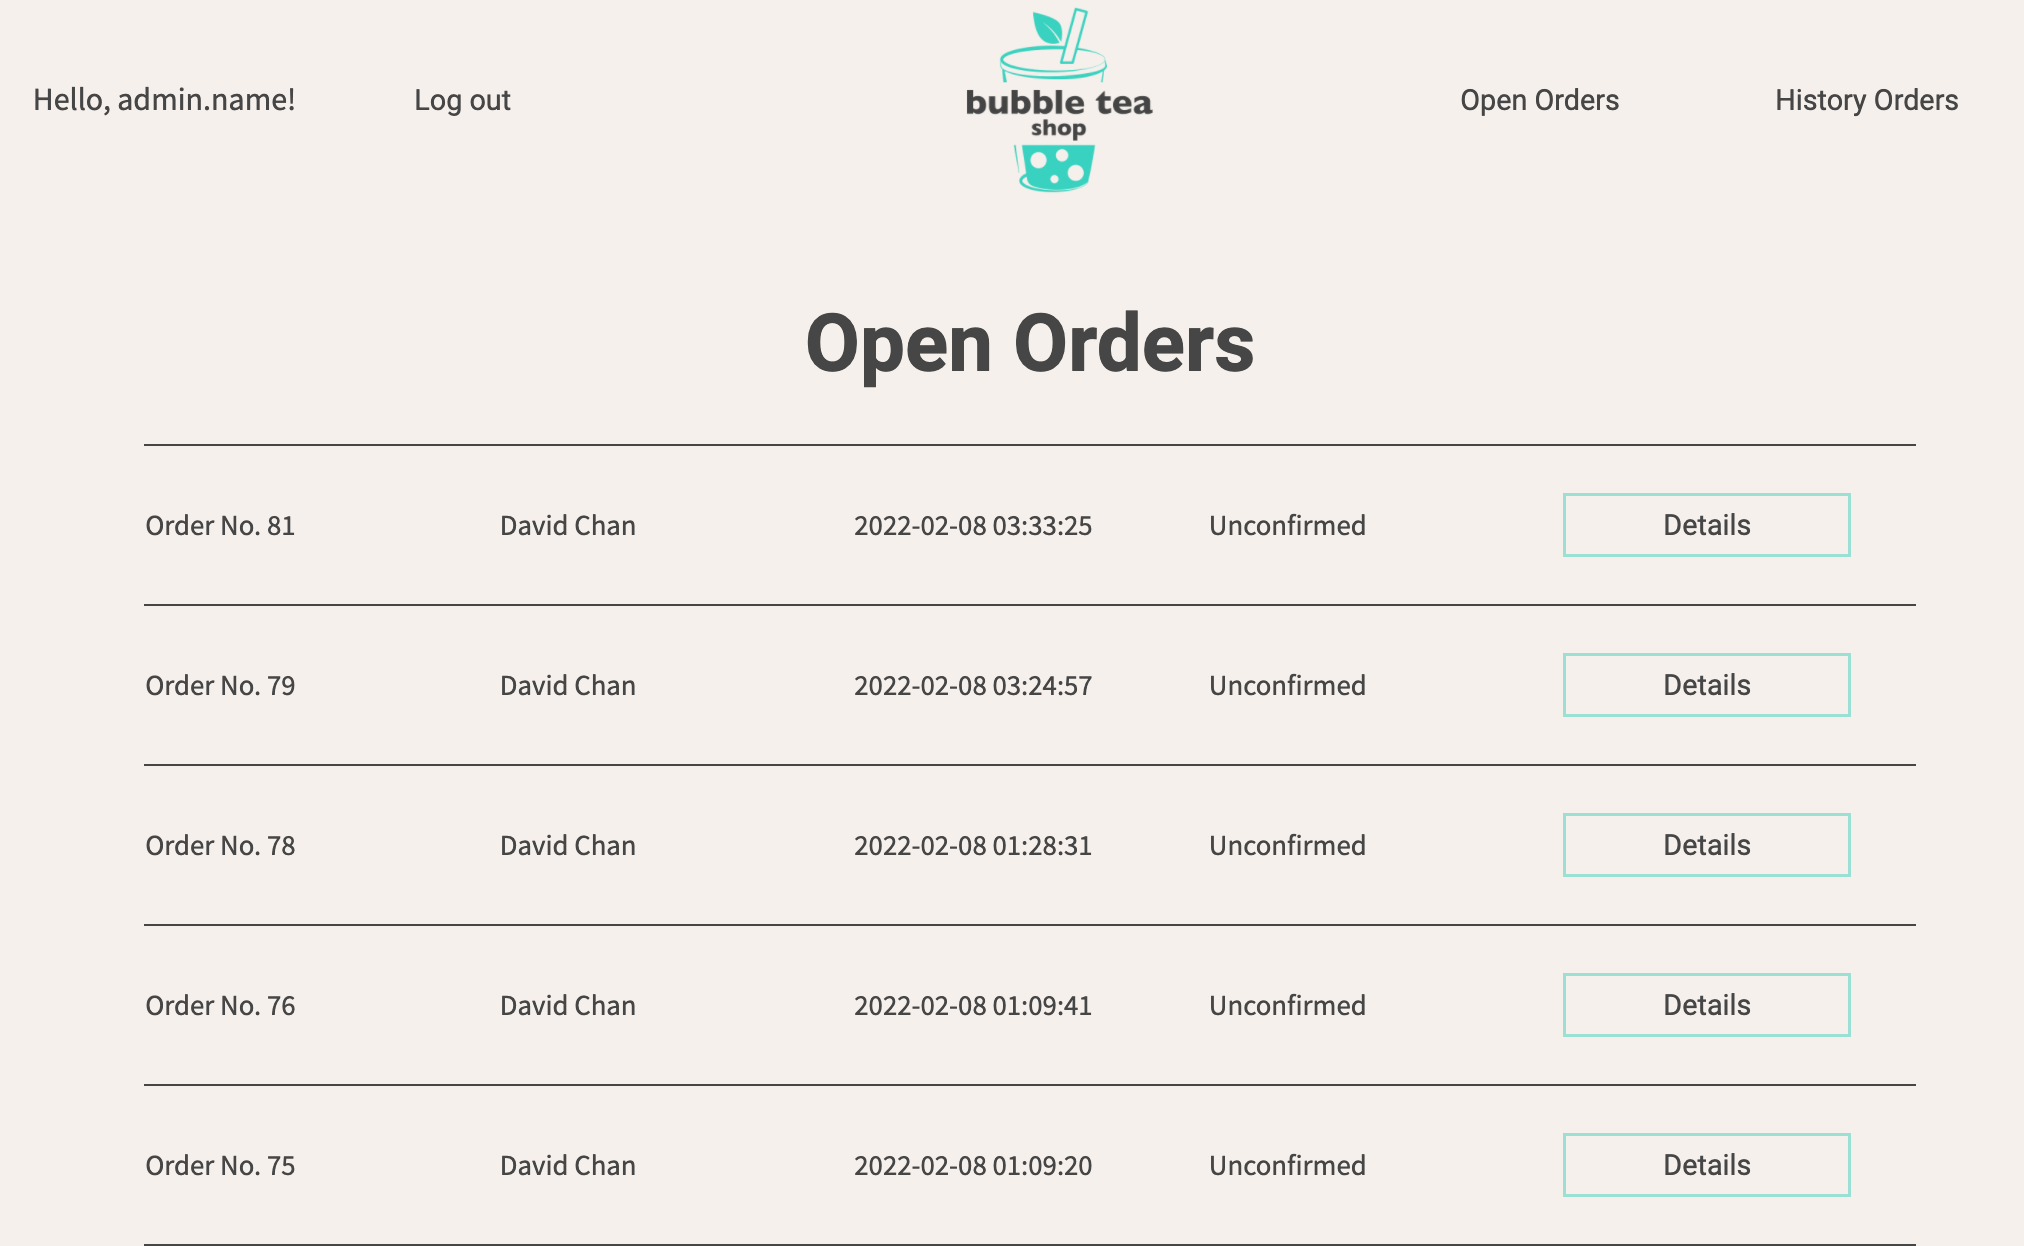 Hello, admin.name!
Log out
bubble tea
shop
Open Orders
History Orders
Open Orders
Order No. 81 David Chan 2022-02-08 03:33:25 Unconfirmed Details
Order No. 79 David Chan 2022-02-08 03:24:57 Unconfirmed Details
Order No. 78 David Chan 2022-02-08 01:28:31 Unconfirmed Details
Order No. 76 David Chan 2022-02-08 01:09:41 Unconfirmed Details
Order No. 75 David Chan 2022-02-08 01:09:20 Unconfirmed Details